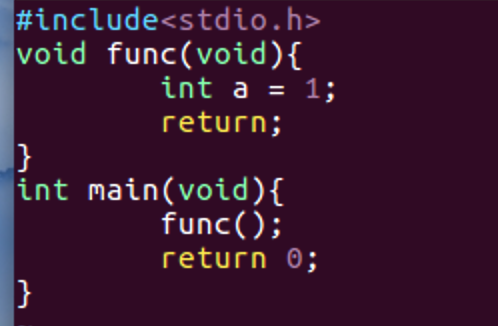 #include<stdio.h>
void func(void){
        int a = 1;
        return;
}
int main(void){
        func();
        return 0;
}